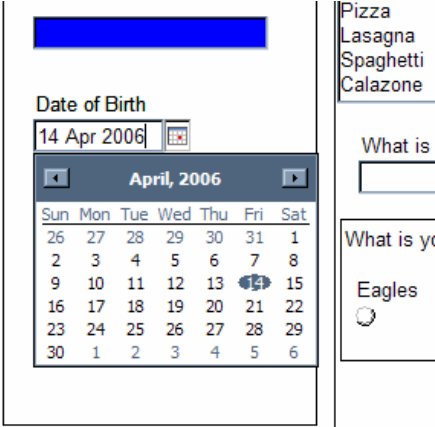 Date of Birth
14 Apr 2006
April, 2006
Sun Mon Tue Wed Thu Fri Sat
26 27 28 29 30 31 1
2 3 4 5 6 7 8
9 10 11 12 13 14 15
16 17 18 19 20 21 22
23 24 25 26 27 28 29
30 1 2 3 4 5 6
Pizza
Lasagna
Spaghetti
Calazone
What is
What is yo
Eagles